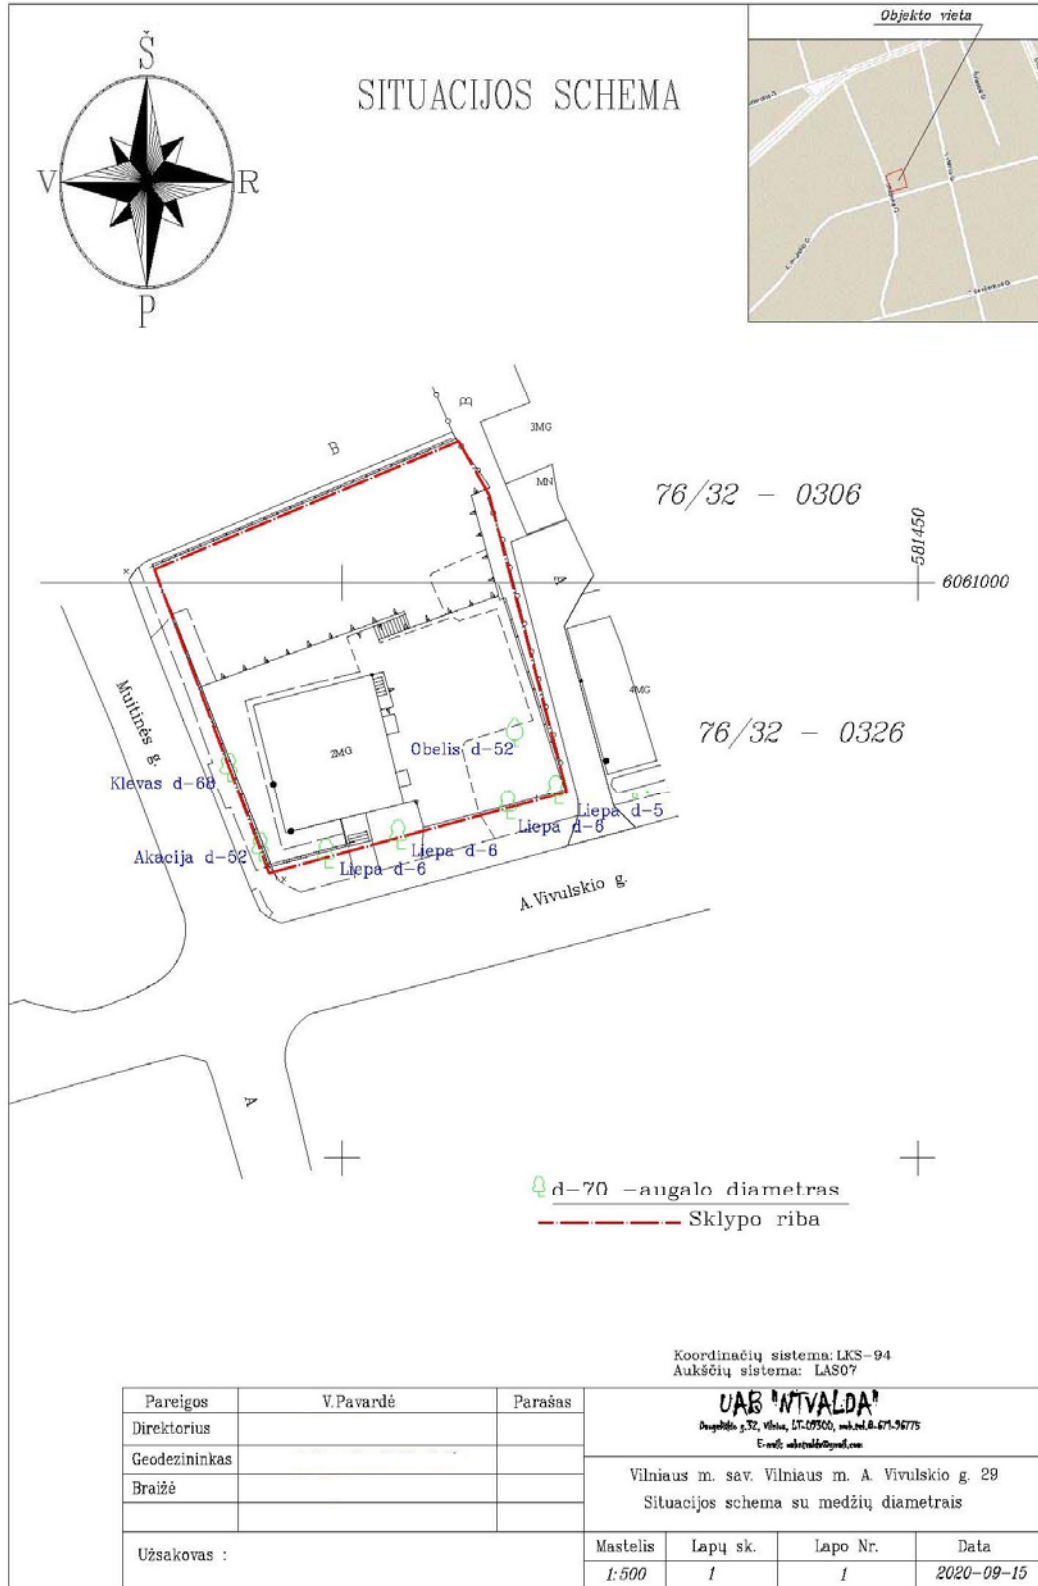 Objekto vieta
SITUACIJOS SCHEMA
Š
V
R
P
B
B
3MG
MN
76/32 - 0306
581450
6061000
A
4MG
Muitinės g.
2MG
76/32 - 0326
Obelis d-52
Klevas d-68
Liepa d-5
Liepa d-6
Liepa d-6
Akacija d-52
Liepa d-6
A.Vivulskio g.
A
d-70 -augalo diametras
Sklypo riba
Koordinačių sistema: LKS-94
Aukščių sistema: LAS07
Pareigos V.Pavardė Parašas
Direktorius
Geodezininkas
Braižė
Užsakovas :
UAB "NTVALDA"
E-mail:
Vilniaus m. sav. Vilniaus m. A. Vivulskio g. 29
Situacijos schema su medžių diametrais
Mastelis Lapų sk. Lapo Nr. Data
1:500 1 1 2020-09-15